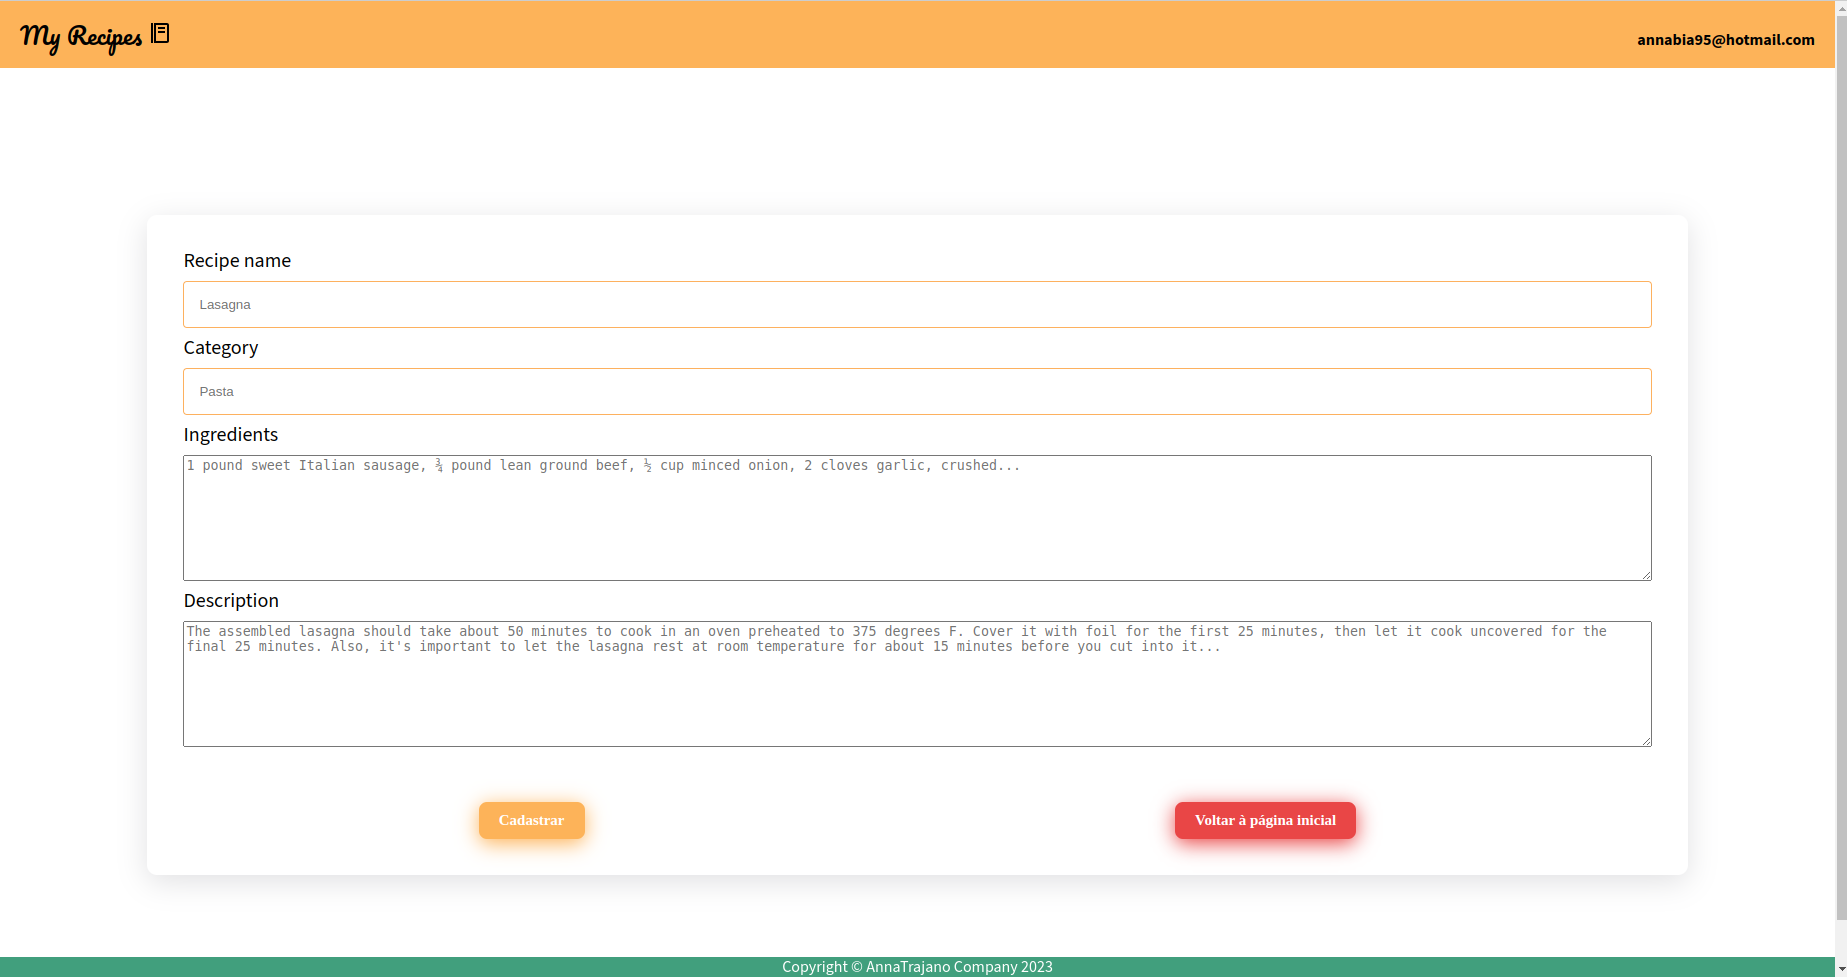 My Recipes
annabia95@hotmail.com
Recipe name
Lasagna
Category
Pasta
Ingredients
1 pound sweet Italian sausage, ¾ pound lean ground beef, ½ cup minced onion, 2 cloves garlic, crushed...
Description
The assembled lasagna should take about 50 minutes to cook in an oven preheated to 375 degrees F. Cover it with foil for the first 25 minutes, then let it cook uncovered for the
final 25 minutes. Also, it's important to let the lasagna rest at room temperature for about 15 minutes before you cut into it...
Cadastrar
Voltar à página inicial
Copyright © AnnaTrajano Company 2023